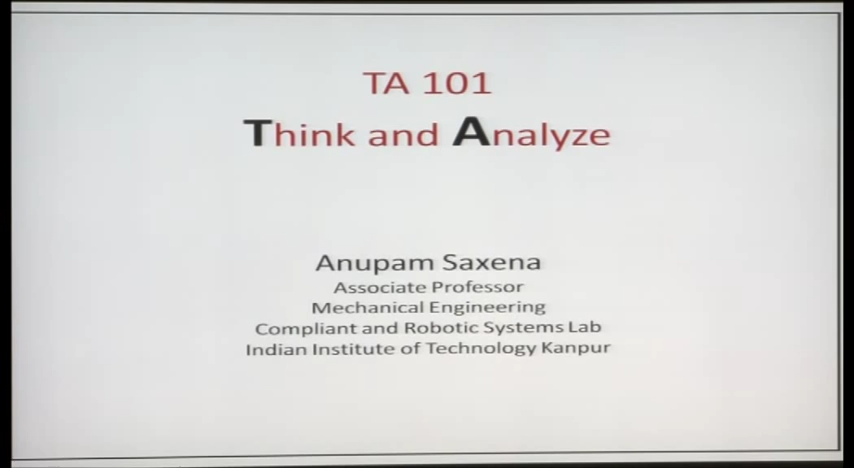 TA 101
Think and Analyze
Anupam Saxena
Associate Professor
Mechanical Engineering
Compliant and Robotic Systems Lab
Indian Institute of Technology Kanpur